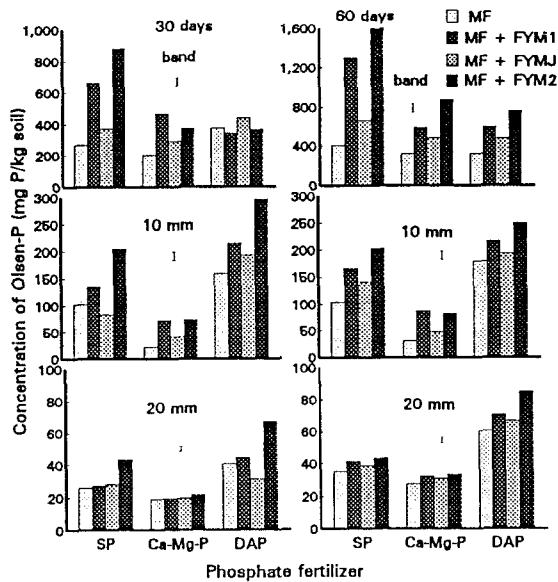 30 days
60 days
MF
MF + FYM1
MF + FYMJ
MF + FYM2
Concentration of Olsen-P (mg P/kg soil)
1,000
800
600
400
200
0
band
1,600
1,200
800
400
0
band
300
250
200
150
100
50
0
10 mm
300
250
200
150
100
50
0
10 mm
100
80
60
40
20
0
20 mm
100
80
60
40
20
0
20 mm
SP Ca-Mg-P DAP
SP Ca-Mg-P DAP
Phosphate fertilizer